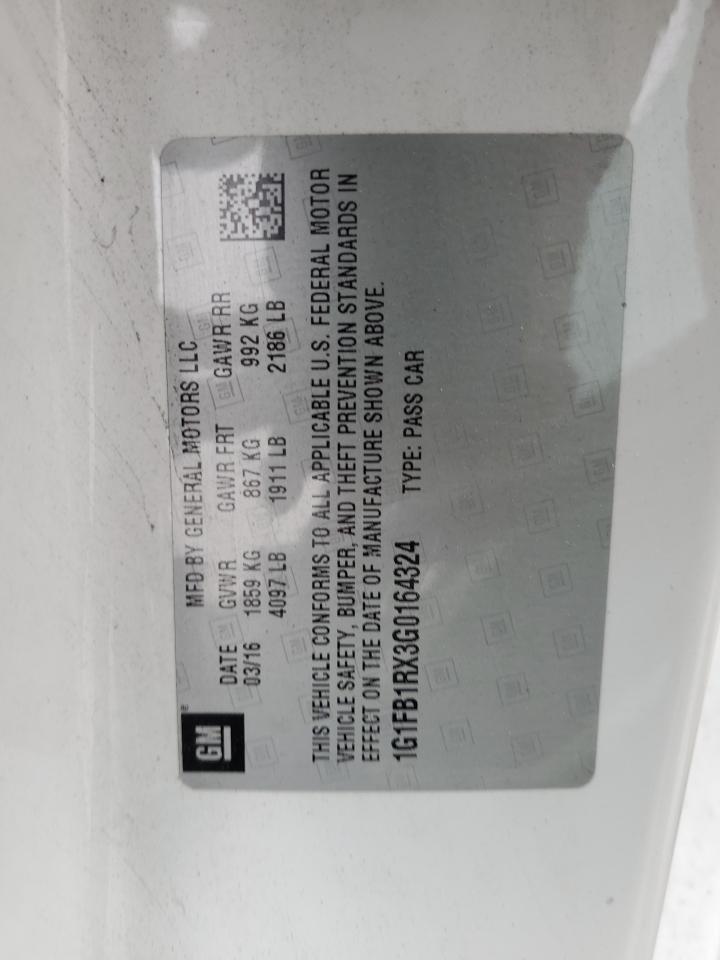 GM
MFD BY GENERAL MOTORS LLC
DATE GVWR GAWR FRT GAWR RR
03/16 1859 KG 867 KG 992 KG
4097 LB 1911 LB 2186 LB
THIS VEHICLE CONFORMS TO ALL APPLICABLE U.S. FEDERAL MOTOR
VEHICLE SAFETY, BUMPER, AND THEFT PREVENTION STANDARDS IN
EFFECT ON THE DATE OF MANUFACTURE SHOWN ABOVE.
1G1FB1RX3G0164324 TYPE: PASS CAR